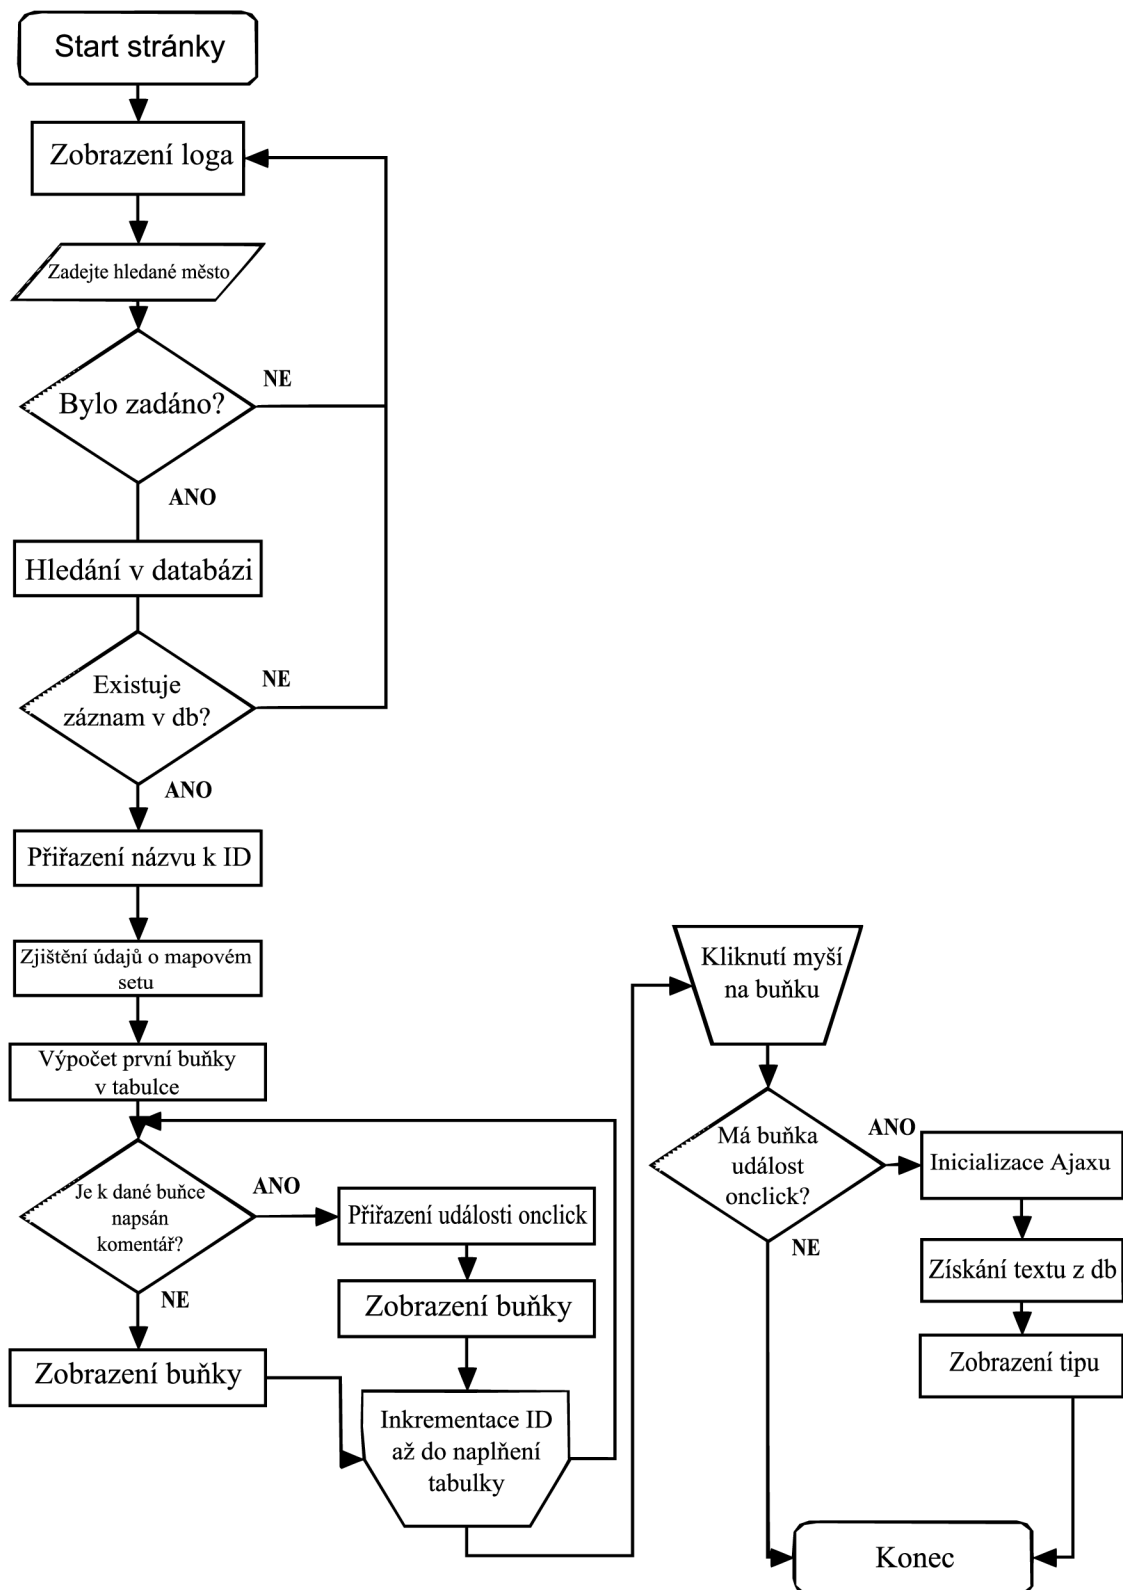 Start stránky
Zobrazení loga
Zadejte hledané město
Bylo zadáno?
NE
ANO
Hledání v databázi
Existuje
záznam v db?
NE
ANO
Přiřazení názvu k ID
Zjištění údajů o mapovém
setu
Výpočet první buňky
v tabulce
Je k dané buňce
napsán
komentář?
ANO
NE
Přiřazení události onclick
Zobrazení buňky
Zobrazení buňky
Inkrementace ID
až do naplňení
tabulky
Kliknutí myší
na buňku
Má buňka
událost
onclick?
ANO
NE
Inicializace Ajaxu
Získání textu z db
Zobrazení tipu
Konec